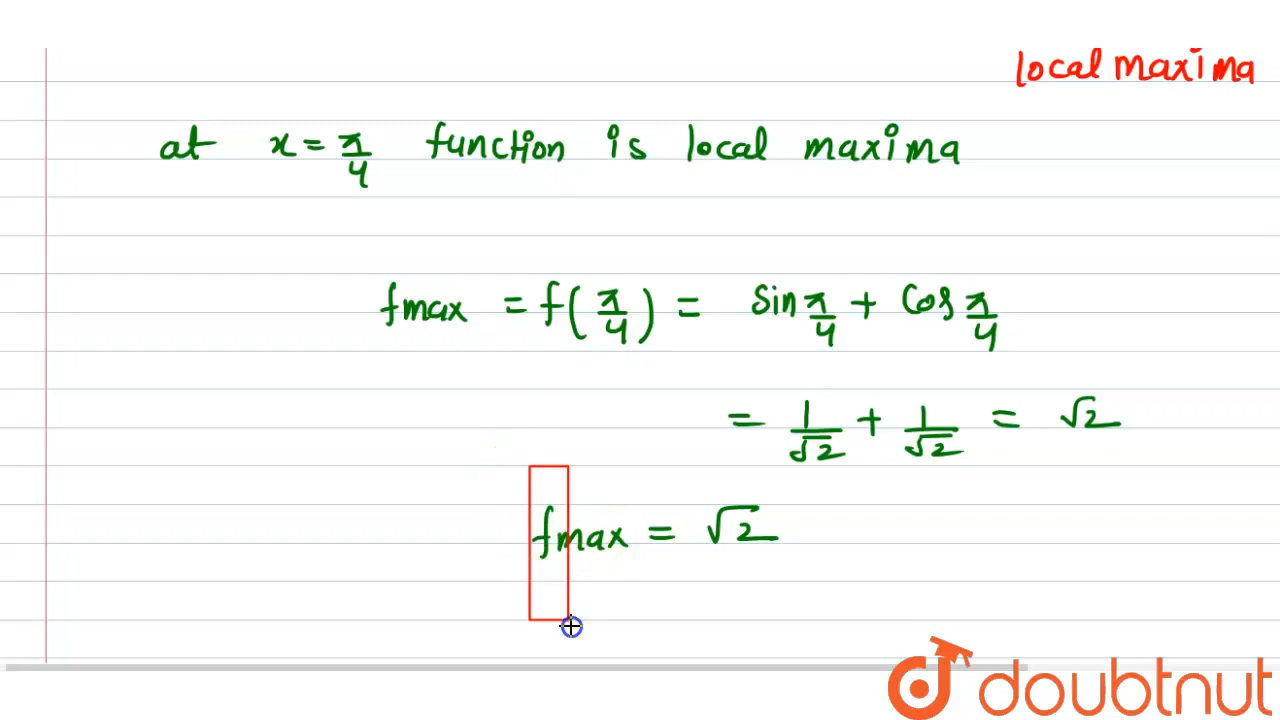 local maxima
at x = π/4 function is local maxima
fmax = f(π/4) = sin π/4 + cos π/4
= 1/√2 + 1/√2 = √2
fmax = √2
doubtnut